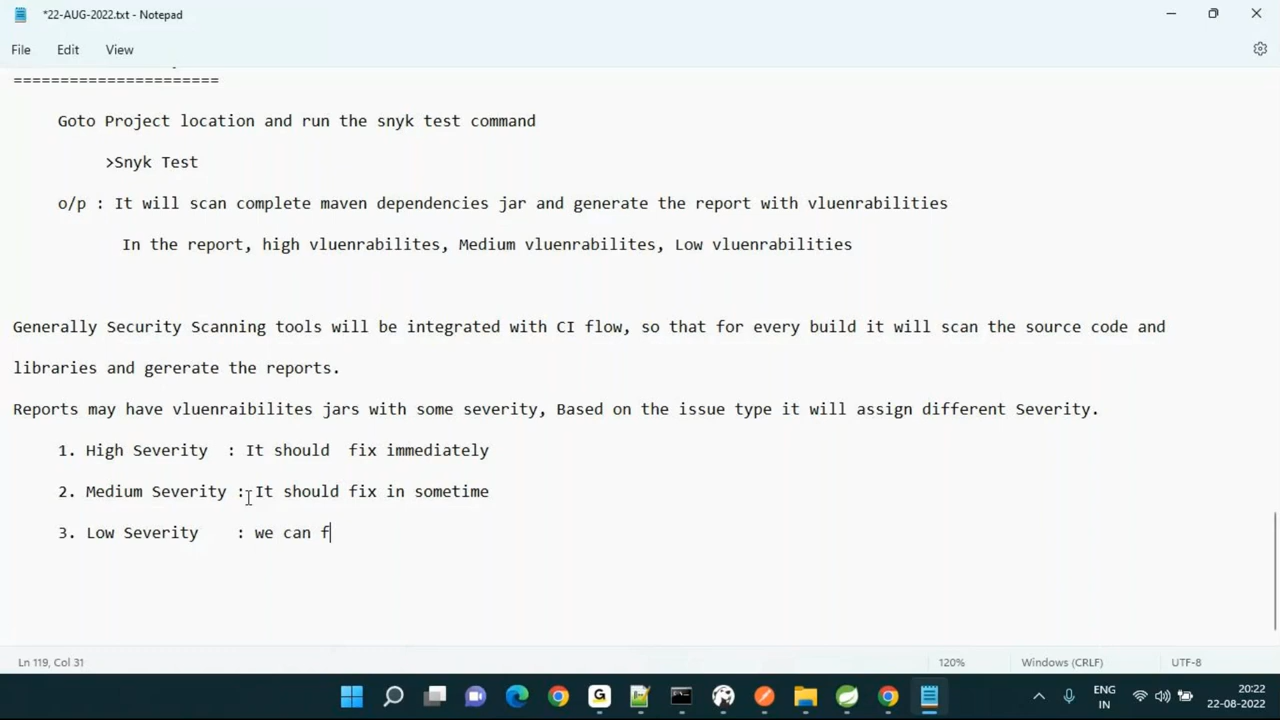 *22-AUG-2022.txt - Notepad
File Edit View
=======================
Goto Project location and run the snyk test command
>Snyk Test
o/p : It will scan complete maven dependencies jar and generate the report with vluenrabilities
In the report, high vluenrabilites, Medium vluenrabilites, Low vluenrabilities
Generally Security Scanning tools will be integrated with CI flow, so that for every build it will scan the source code and
libraries and gererate the reports.
Reports may have vluenraibilites jars with some severity, Based on the issue type it will assign different Severity.
1. High Severity : It should fix immediately
2. Medium Severity : It should fix in sometime
3. Low Severity : we can f
Ln 119, Col 31 120% Windows (CRLF) UTF-8
ENG 20:22
IN 22-08-2022